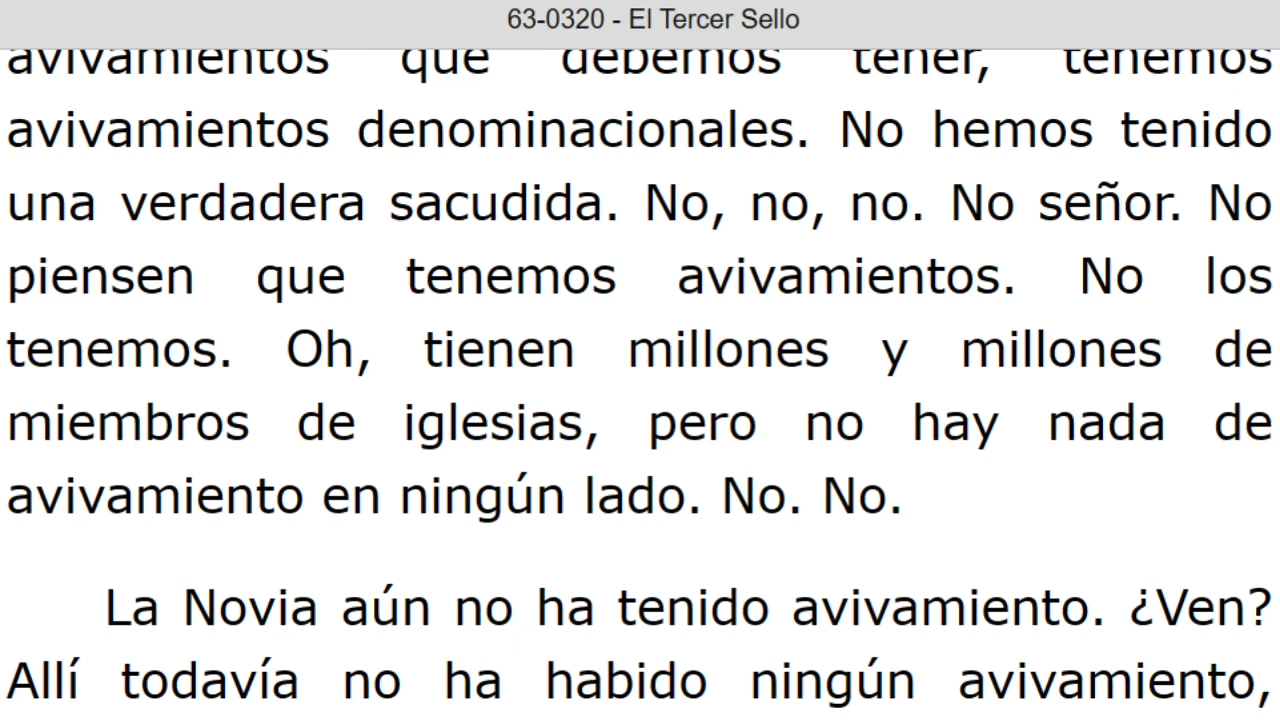 63-0320 - El Tercer Sello
avivamientos que debemos tener, tenemos
avivamientos denominacionales. No hemos tenido
una verdadera sacudida. No, no, no. No señor. No
piensen que tenemos avivamientos. No los
tenemos. Oh, tienen millones y millones de
miembros de iglesias, pero no hay nada de
avivamiento en ningún lado. No. No.
La Novia aún no ha tenido avivamiento. ¿Ven?
Allí todavía no ha habido ningún avivamiento,